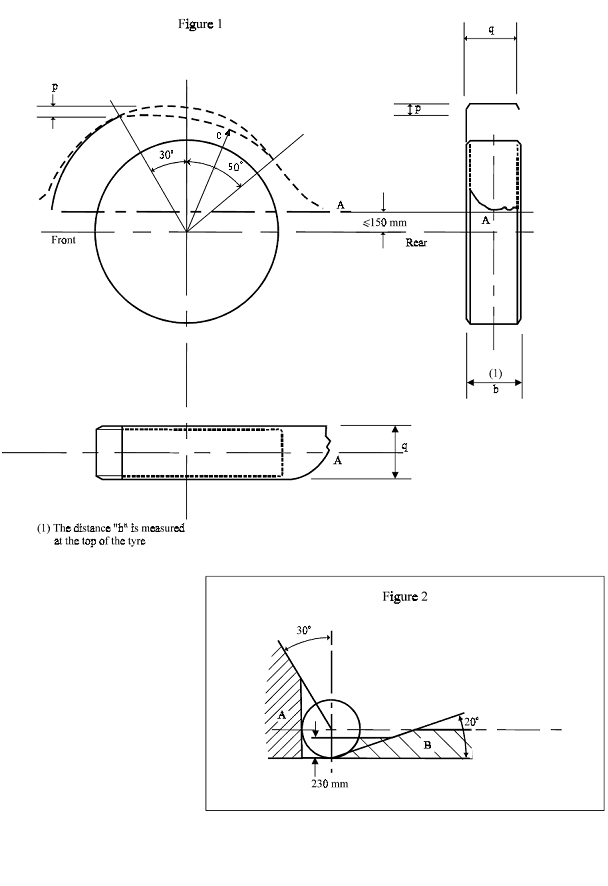 Figure 1
q
p
p
c
30°
50°
A
⩽150 mm
A
Front
Rear
(1)
b
q
A
(1) The distance "b" is measured
at the top of the tyre
Figure 2
30°
A
20°
B
230 mm